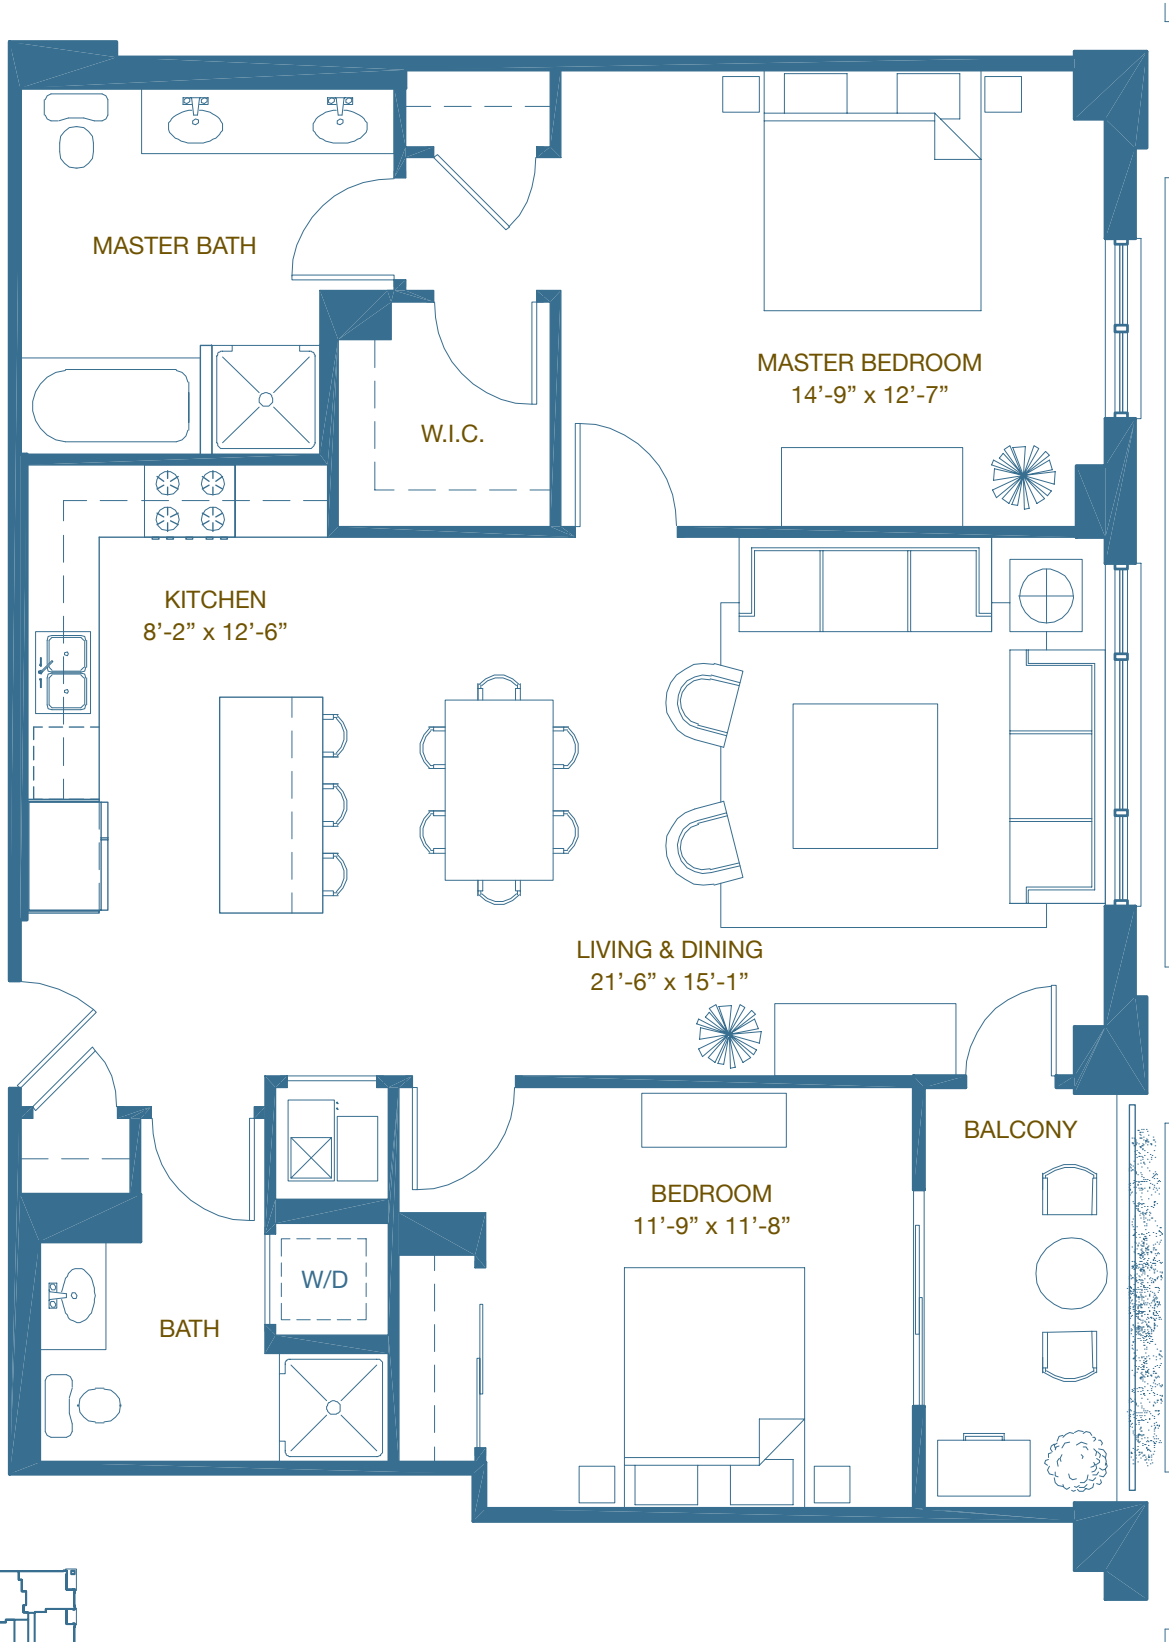 MASTER BATH
MASTER BEDROOM
14’-9” x 12’-7”
W.I.C.
KITCHEN
8’-2” x 12’-6”
LIVING & DINING
21’-6” x 15’-1”
BALCONY
BEDROOM
11’-9” x 11’-8”
W/D
BATH